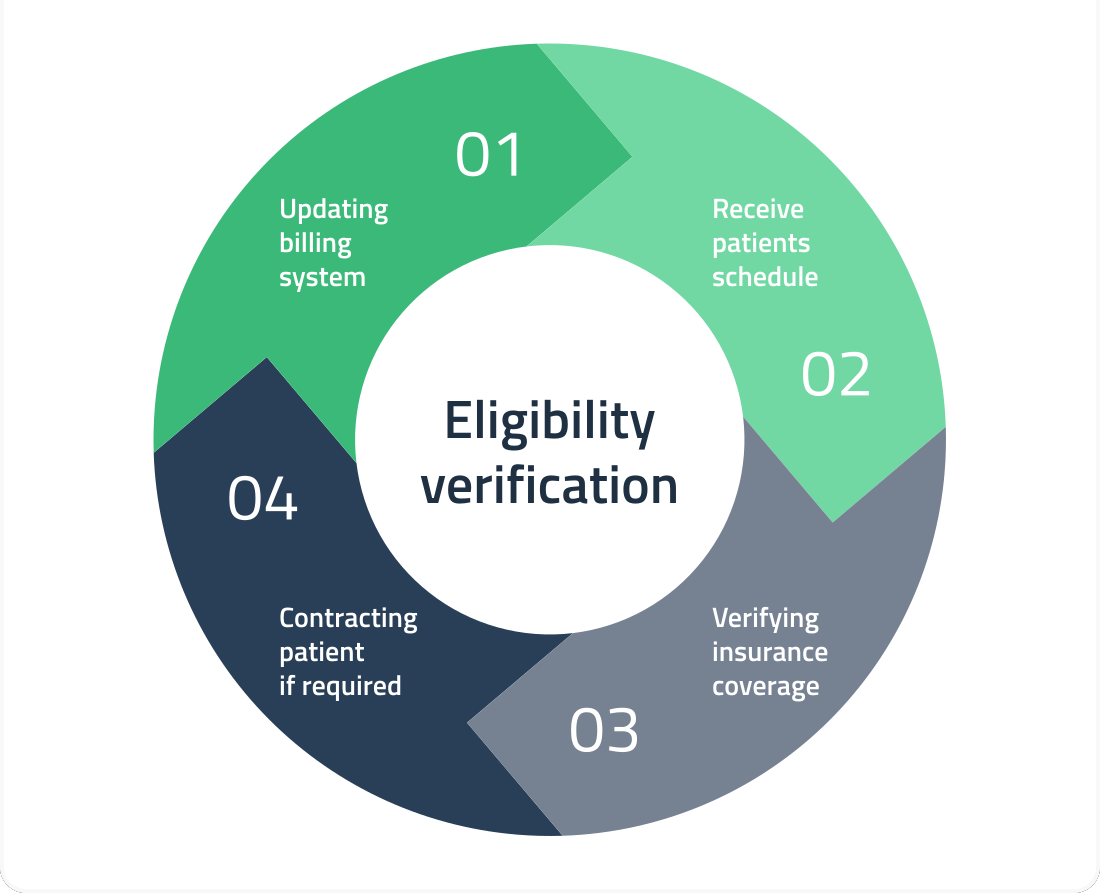 01
Updating
billing
system
Receive
patients
schedule
02
Eligibility
verification
Verifying
insurance
coverage
03
04
Contracting
patient
if required